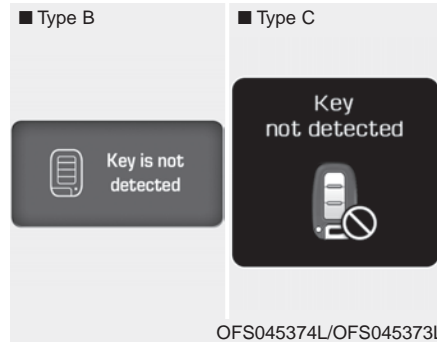 ■ Type B
Key is not
detected
■ Type C
Key
not detected
OFS045374L/OFS045373L